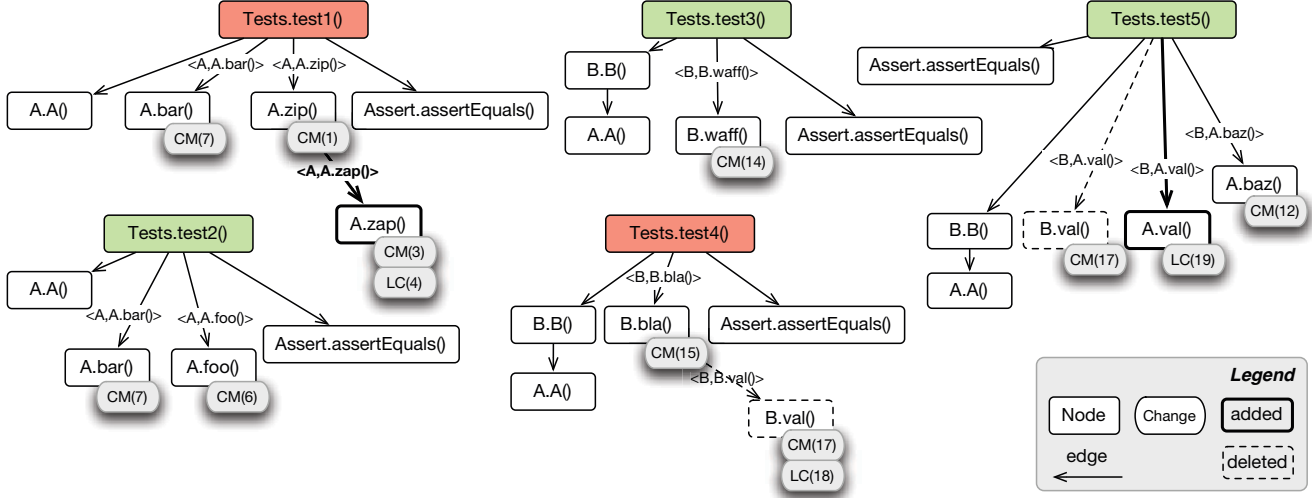 Tests.test1()
<A,A.bar()>
<A,A.zip()>
A.A()
A.bar()
CM(7)
A.zip()
CM(1)
Assert.assertEquals()
<A,A.zap()>
A.zap()
CM(3)
LC(4)
Tests.test2()
A.A()
<A,A.bar()>
<A,A.foo()>
A.bar()
CM(7)
A.foo()
CM(6)
Assert.assertEquals()
Tests.test3()
B.B()
<B,B.waff()>
A.A()
B.waff()
CM(14)
Assert.assertEquals()
Tests.test4()
<B,B.bla()>
B.B()
B.bla()
CM(15)
Assert.assertEquals()
A.A()
<B,B.val()>
B.val()
CM(17)
LC(18)
Tests.test5()
Assert.assertEquals()
<B,A.baz()>
<B,A.val()>
<B,A.val()>
A.baz()
CM(12)
B.B()
B.val()
CM(17)
A.val()
LC(19)
A.A()
Legend
Node
Change
added
edge
deleted